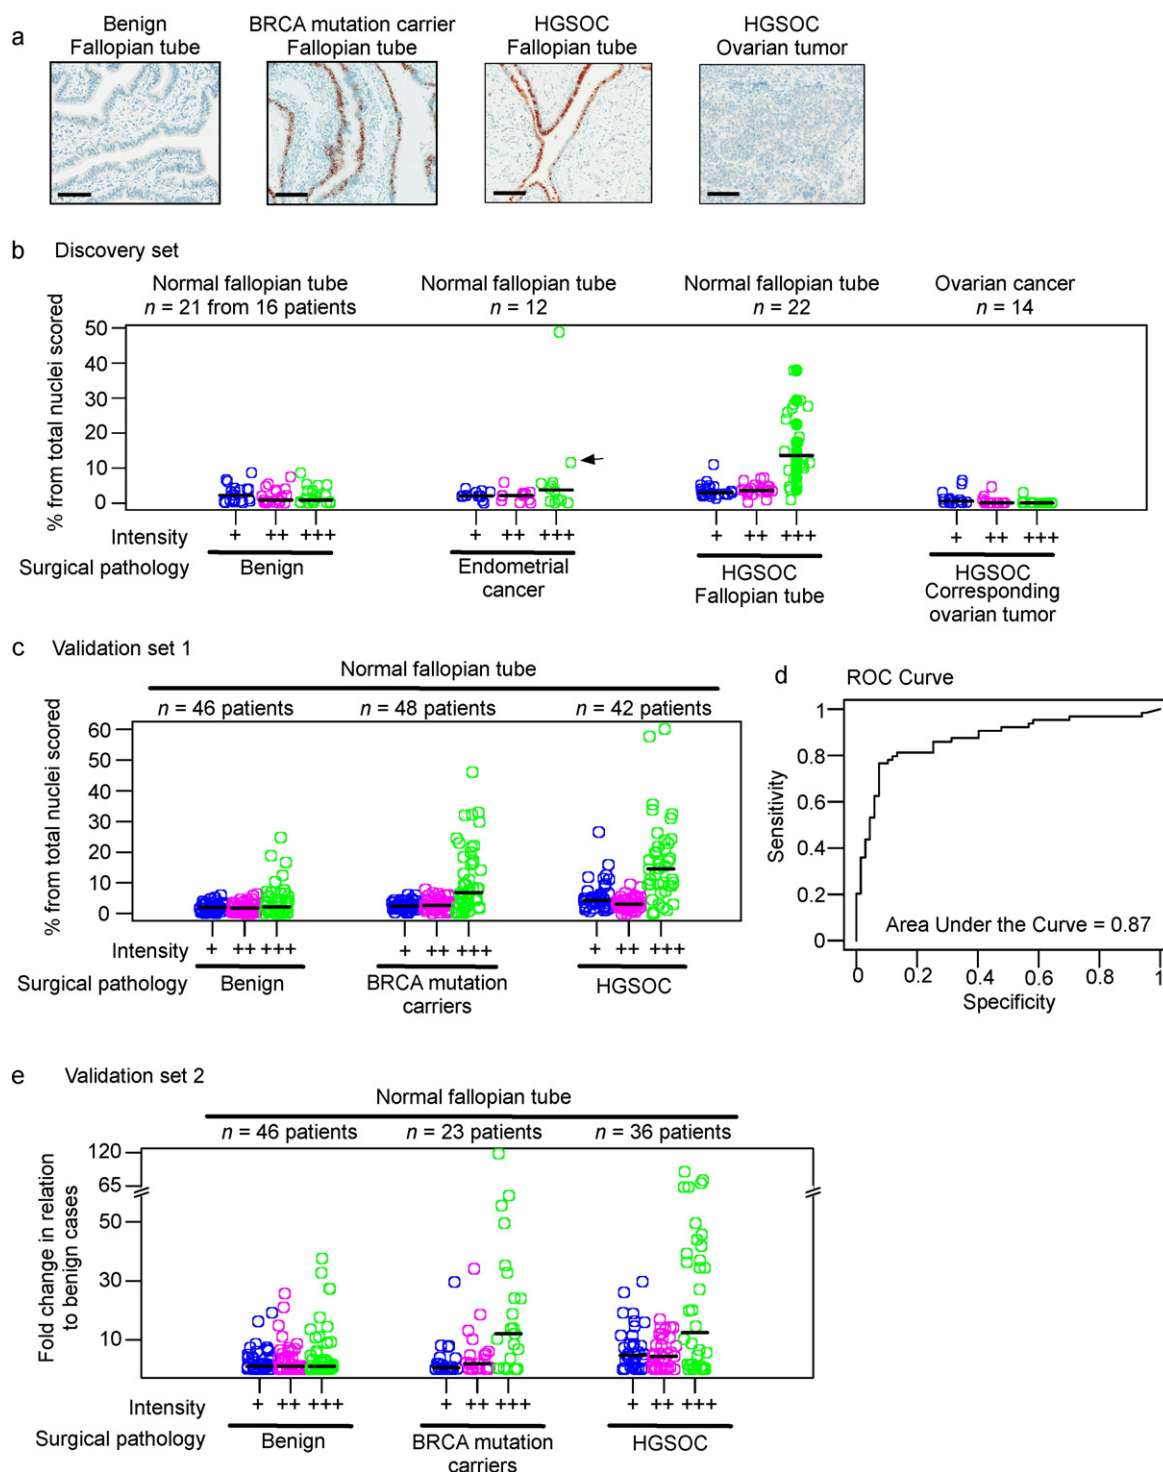 a
Benign
Fallopian tube
BRCA mutation carrier
Fallopian tube
HGSOC
Fallopian tube
HGSOC
Ovarian tumor
b Discovery set
Normal fallopian tube
n = 21 from 16 patients
Normal fallopian tube
n = 12
Normal fallopian tube
n = 22
Ovarian cancer
n = 14
% from total nuclei scored
50
40
30
20
10
0
Intensity + ++ +++ + ++ +++ + ++ +++ + ++ +++
Surgical pathology
Benign
Endometrial
cancer
HGSOC
Fallopian tube
HGSOC
Corresponding
ovarian tumor
c Validation set 1
Normal fallopian tube
n = 46 patients n = 48 patients n = 42 patients
% from total nuclei scored
60
50
40
30
20
10
0
Intensity + ++ +++ + ++ +++ + ++ +++
Surgical pathology
Benign
BRCA mutation
carriers
HGSOC
d ROC Curve
Sensitivity
1
0.8
0.6
0.4
0.2
0
Area Under the Curve = 0.87
0 0.2 0.4 0.6 0.8 1
Specificity
e Validation set 2
Normal fallopian tube
n = 46 patients n = 23 patients n = 36 patients
Fold change in relation
to benign cases
120
65
50
30
10
Intensity + ++ +++ + ++ +++ + ++ +++
Surgical pathology
Benign
BRCA mutation
carriers
HGSOC